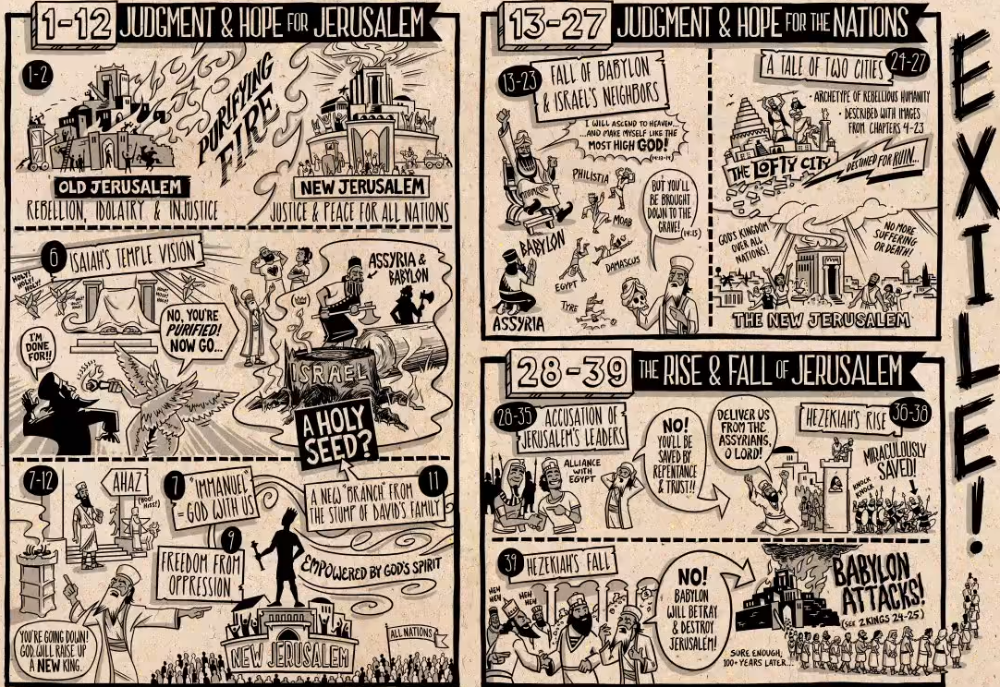 1-12 JUDGMENT & HOPE FOR JERUSALEM
1-2
PURIFYING
FIRE
OLD JERUSALEM
REBELLION, IDOLATRY & INJUSTICE
NEW JERUSALEM
JUSTICE & PEACE FOR ALL NATIONS
6
ISAIAH'S TEMPLE VISION
HOLY!
HOLY!
HOLY!
HOLY!
HOLY!
HOLY!
I'M
DONE
FOR!!
NO, YOU'RE
PURIFIED!
NOW GO...
ASSYRIA &
BABYLON
ISRAEL
A HOLY
SEED?
7-12
AHAZ
(BOO!
HISS!)
YOU'RE GOING DOWN!
GOD WILL RAISE UP
A NEW KING.
7
"IMMANUEL"
= GOD WITH US
9
FREEDOM FROM
OPPRESSION
11
A NEW "BRANCH" FROM
THE STUMP OF DAVID'S FAMILY
EMPOWERED BY GOD'S SPIRIT
NEW JERUSALEM
ALL NATIONS
13-27 JUDGMENT & HOPE FOR THE NATIONS
13-23
FALL OF BABYLON
& ISRAEL'S NEIGHBORS
I WILL ASCEND TO HEAVEN...
...AND MAKE MYSELF LIKE THE
MOST HIGH GOD!
(14:13-14)
BABYLON
ASSYRIA
PHILISTIA
MOAB
DAMASCUS
EGYPT
TYRE
BUT YOU'LL
BE BROUGHT
DOWN TO THE
GRAVE!
(14:15)
A TALE OF TWO CITIES
24-27
• ARCHETYPE OF REBELLIOUS HUMANITY
• DESCRIBED WITH IMAGES
FROM CHAPTERS 4-23
THE LOFTY CITY
DESTINED FOR RUIN...
GOD'S KINGDOM
OVER ALL
NATIONS!
NO MORE
SUFFERING
OR DEATH!
THE NEW JERUSALEM
28-39 THE RISE & FALL OF JERUSALEM
28-35
ACCUSATION OF
JERUSALEM'S LEADERS
ALLIANCE
WITH
EGYPT
NO!
YOU'LL BE
SAVED BY
REPENTANCE
& TRUST!!
DELIVER US
FROM THE
ASSYRIANS,
O LORD!
HEZEKIAH'S RISE
36-38
MIRACULOUSLY
SAVED!
KNOCK
KNOCK
39
HEZEKIAH'S FALL
HEH
HEH
HEH
HEH
NO!
BABYLON
WILL BETRAY
& DESTROY
JERUSALEM!
SURE ENOUGH,
100+ YEARS LATER...
BABYLON
ATTACKS!
(SEE 2 KINGS 24-25)
EXILE!